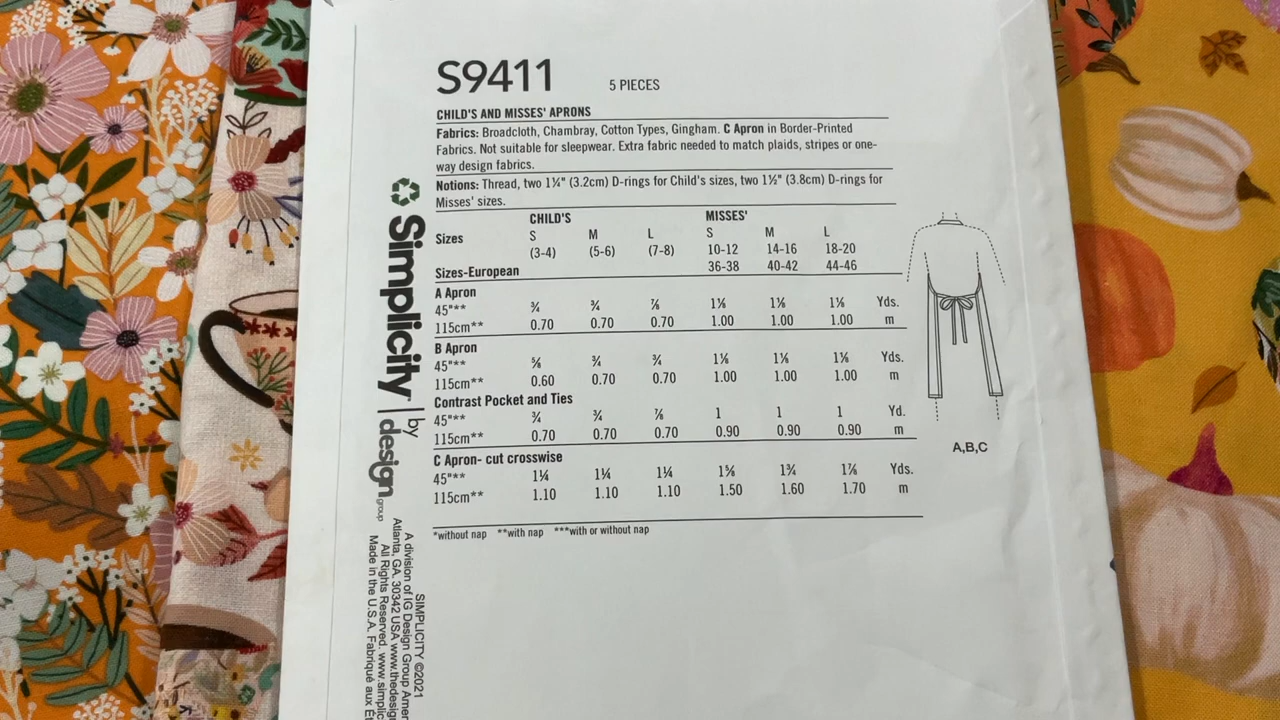 S9411 5 PIECES
CHILD'S AND MISSES' APRONS
Fabrics: Broadcloth, Chambray, Cotton Types, Gingham. C Apron in Border-Printed
Fabrics. Not suitable for sleepwear. Extra fabric needed to match plaids, stripes or one-
way design fabrics.
Notions: Thread, two 1¼" (3.2cm) D-rings for Child's sizes, two 1½" (3.8cm) D-rings for
Misses' sizes.
CHILD'S MISSES'
Sizes S M L S M L
(3-4) (5-6) (7-8) 10-12 14-16 18-20
Sizes-European 36-38 40-42 44-46
A Apron
45"** ¾ ¾ ⅞ 1⅛ 1⅛ 1⅛ Yds.
115cm** 0.70 0.70 0.70 1.00 1.00 1.00 m
B Apron
45"** ⅝ ¾ ¾ 1⅛ 1⅛ 1⅛ Yds.
115cm** 0.60 0.70 0.70 1.00 1.00 1.00 m
Contrast Pocket and Ties
45"** ¾ ¾ ⅞ 1 1 1 Yd.
115cm** 0.70 0.70 0.70 0.90 0.90 0.90 m
C Apron- cut crosswise
45"** 1¼ 1¼ 1¼ 1⅝ 1¾ 1⅞ Yds.
115cm** 1.10 1.10 1.10 1.50 1.60 1.70 m
*without nap **with nap ***with or without nap
A,B,C
Simplicity by design group
SIMPLICITY ©2021
A division of IG Design Group
Atlanta, GA. 30342 USA
All Rights Reserved.
Made in the U.S.A. Fabriqué aux